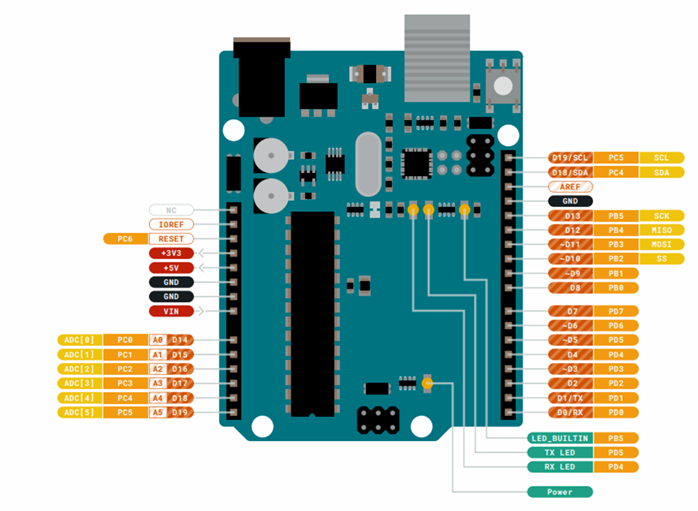 D19/SCL PC5 SCL
D18/SDA PC4 SDA
AREF
GND
NC
IOREF
PC6 RESET
+3V3
+5V
GND
GND
VIN
D13 PB5 SCK
D12 PB4 MISO
~D11 PB3 MOSI
~D10 PB2 SS
~D9 PB1
D8 PB0
D7 PD7
~D6 PD6
~D5 PD5
D4 PD4
~D3 PD3
D2 PD2
D1/TX PD1
D0/RX PD0
ADC[0] PC0 A0 D14
ADC[1] PC1 A1 D15
ADC[2] PC2 A2 D16
ADC[3] PC3 A3 D17
ADC[4] PC4 A4 D18
ADC[5] PC5 A5 D19
LED_BUILTIN PB5
TX LED PD5
RX LED PD4
Power